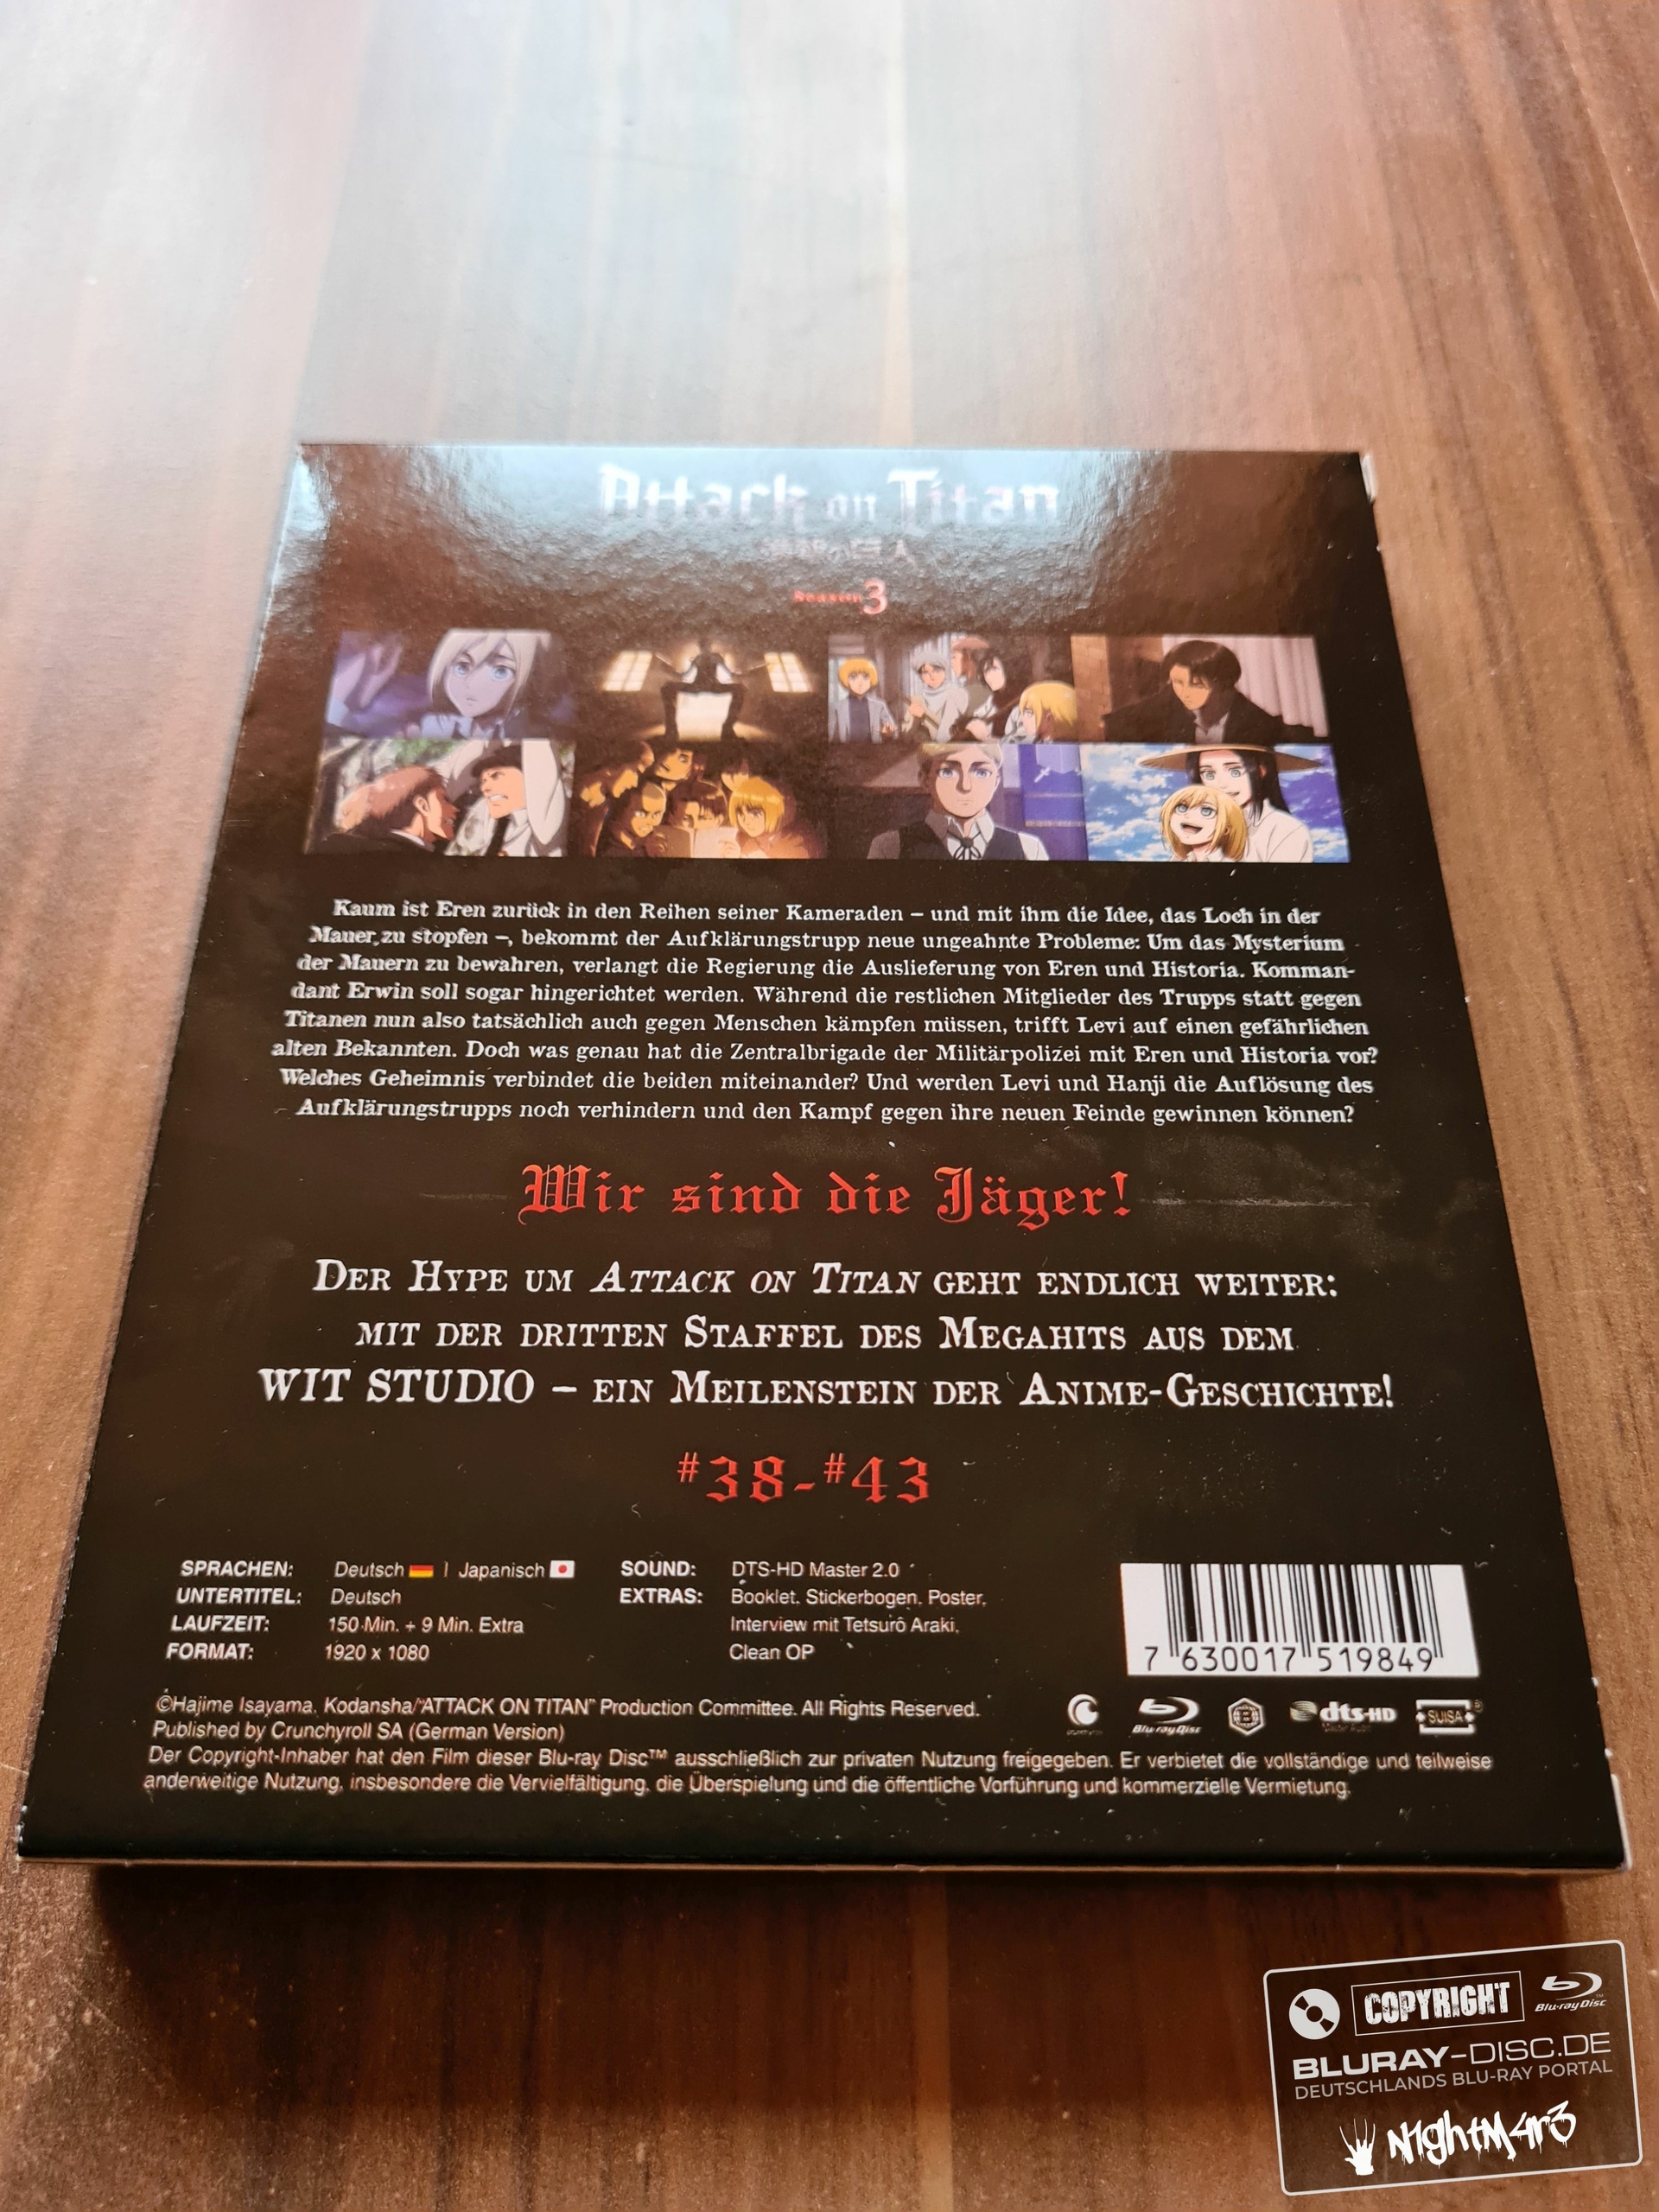 Attack on Titan
進撃の巨人
Season 3
Kaum ist Eren zurück in den Reihen seiner Kameraden – und mit ihm die Idee, das Loch in der
Mauer zu stopfen –, bekommt der Aufklärungstrupp neue ungeahnte Probleme: Um das Mysterium
der Mauern zu bewahren, verlangt die Regierung die Auslieferung von Eren und Historia. Komman-
dant Erwin soll sogar hingerichtet werden. Während die restlichen Mitglieder des Trupps statt gegen
Titanen nun also tatsächlich auch gegen Menschen kämpfen müssen, trifft Levi auf einen gefährlichen
alten Bekannten. Doch was genau hat die Zentralbrigade der Militärpolizei mit Eren und Historia vor?
Welches Geheimnis verbindet die beiden miteinander? Und werden Levi und Hanji die Auflösung des
Aufklärungstrupps noch verhindern und den Kampf gegen ihre neuen Feinde gewinnen können?
Wir sind die Jäger!
DER HYPE UM ATTACK ON TITAN GEHT ENDLICH WEITER:
MIT DER DRITTEN STAFFEL DES MEGAHITS AUS DEM
WIT STUDIO – EIN MEILENSTEIN DER ANIME-GESCHICHTE!
#38-#43
SPRACHEN: Deutsch | Japanisch
UNTERTITEL: Deutsch
LAUFZEIT: 150 Min. + 9 Min. Extra
FORMAT: 1920 x 1080
SOUND: DTS-HD Master 2.0
EXTRAS: Booklet, Stickerbogen, Poster,
Interview mit Tetsurō Araki,
Clean OP
7 630017 519849
©Hajime Isayama, Kodansha/"ATTACK ON TITAN" Production Committee. All Rights Reserved.
Published by Crunchyroll SA (German Version)
Der Copyright-Inhaber hat den Film dieser Blu-ray Disc™ ausschließlich zur privaten Nutzung freigegeben. Er verbietet die vollständige und teilweise
anderweitige Nutzung, insbesondere die Vervielfältigung, die Überspielung und die öffentliche Vorführung und kommerzielle Vermietung.
Blu-ray Disc
B
dts-HD
Master Audio
SUISA
COPYRIGHT
Blu-ray Disc
BLURAY-DISC.DE
DEUTSCHLANDS BLU-RAY PORTAL
N1ghtM4r3